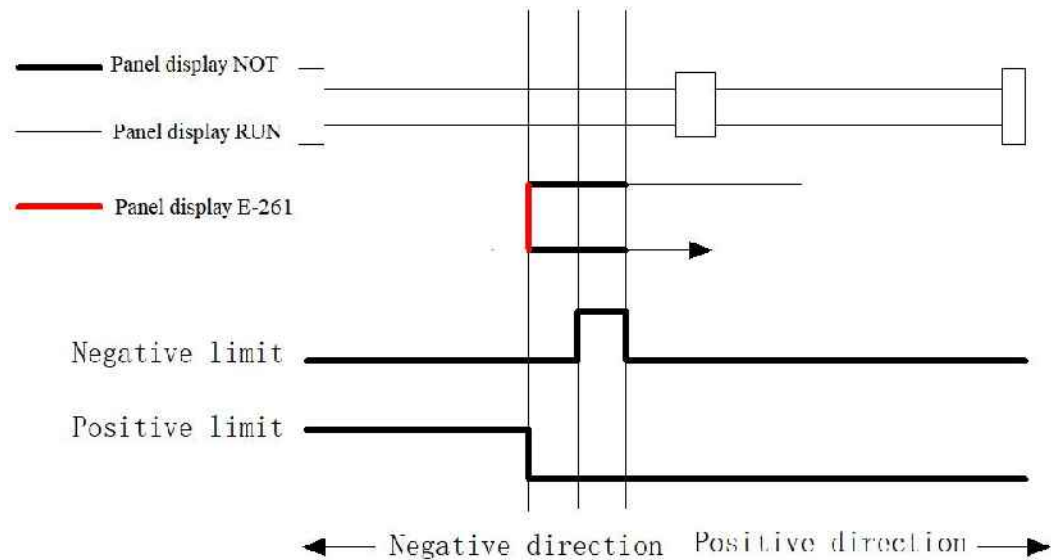 Panel display NOT
Panel display RUN
Panel display E-261
Negative limit
Positive limit
Negative direction
Positive direction